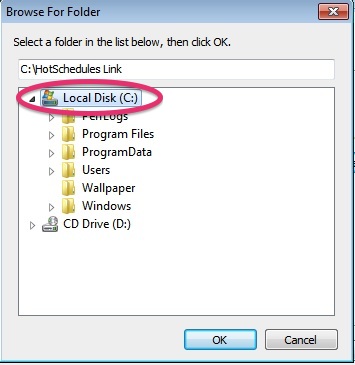 Browse For Folder
Select a folder in the list below, then click OK.
C:\HotSchedules Link
Local Disk (C:)
PerfLogs
Program Files
ProgramData
Users
Wallpaper
Windows
CD Drive (D:)
OK
Cancel